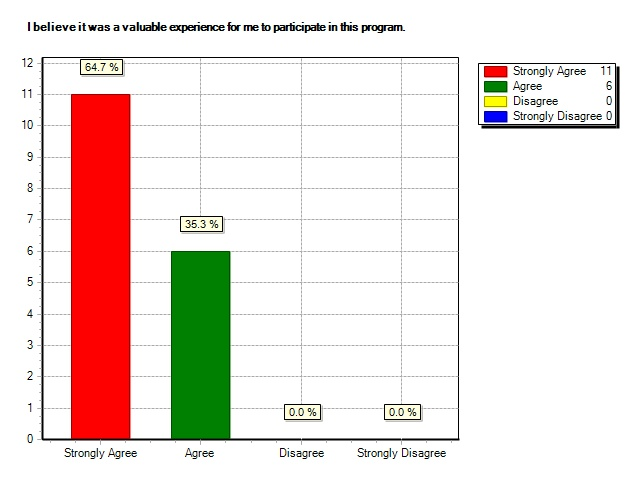 I believe it was a valuable experience for me to participate in this program.
12
11
10
9
8
7
6
5
4
3
2
1
0
64.7 %
35.3 %
0.0 %
0.0 %
Strongly Agree
Agree
Disagree
Strongly Disagree
Strongly Agree 11
Agree 6
Disagree 0
Strongly Disagree 0